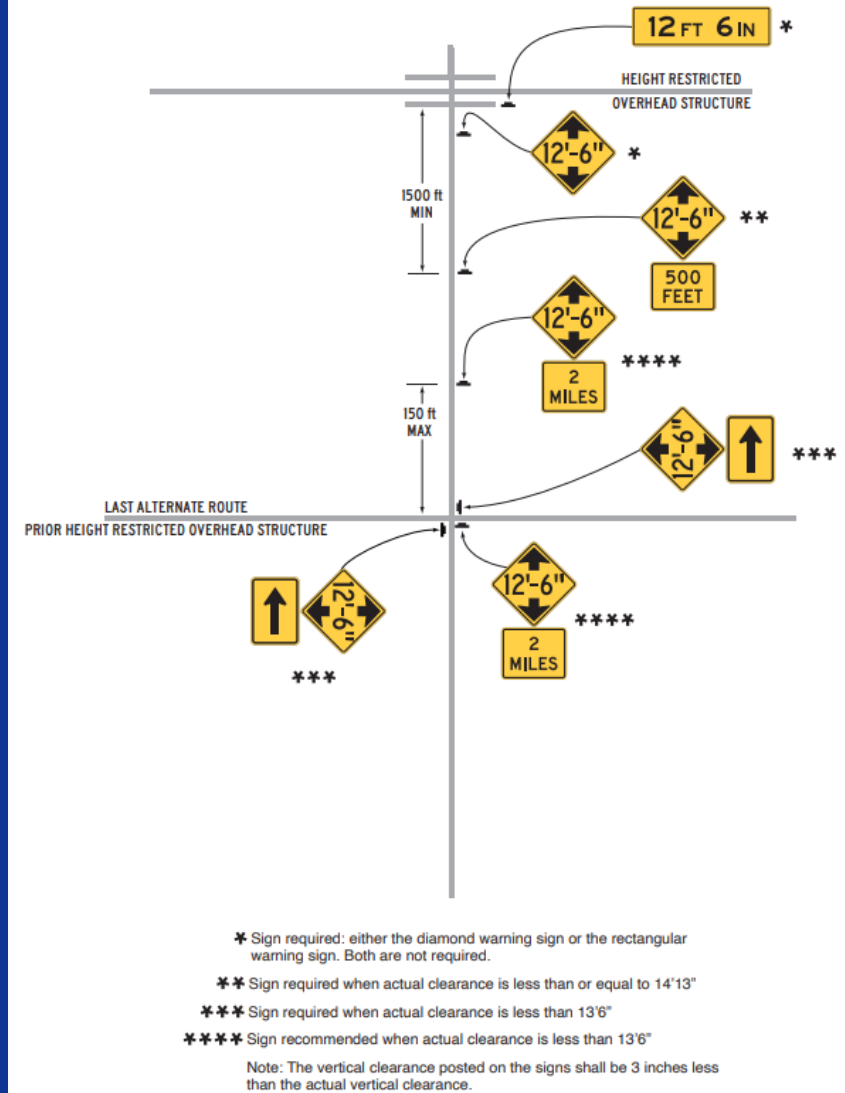 12 FT 6 IN *
HEIGHT RESTRICTED
OVERHEAD STRUCTURE
12'-6" *
1500 ft
MIN
12'-6" **
500
FEET
12'-6"
2
MILES
****
150 ft
MAX
12'-6" ***
LAST ALTERNATE ROUTE
PRIOR HEIGHT RESTRICTED OVERHEAD STRUCTURE
12'-6"
***
12'-6"
2
MILES
****
* Sign required: either the diamond warning sign or the rectangular
warning sign. Both are not required.
** Sign required when actual clearance is less than or equal to 14'13"
*** Sign required when actual clearance is less than 13'6"
**** Sign recommended when actual clearance is less than 13'6"
Note: The vertical clearance posted on the signs shall be 3 inches less
than the actual vertical clearance.